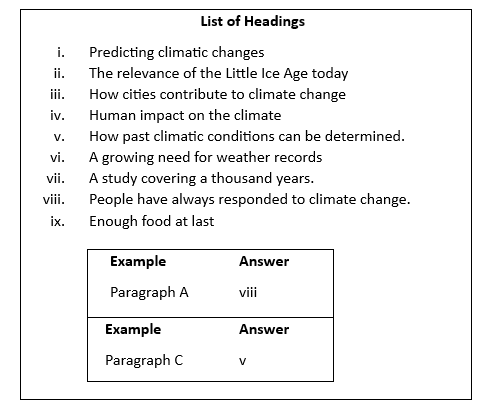 List of Headings
i. Predicting climatic changes
ii. The relevance of the Little Ice Age today
iii. How cities contribute to climate change
iv. Human impact on the climate
v. How past climatic conditions can be determined.
vi. A growing need for weather records
vii. A study covering a thousand years.
viii. People have always responded to climate change.
ix. Enough food at last
Example Answer
Paragraph A viii
Example Answer
Paragraph C v